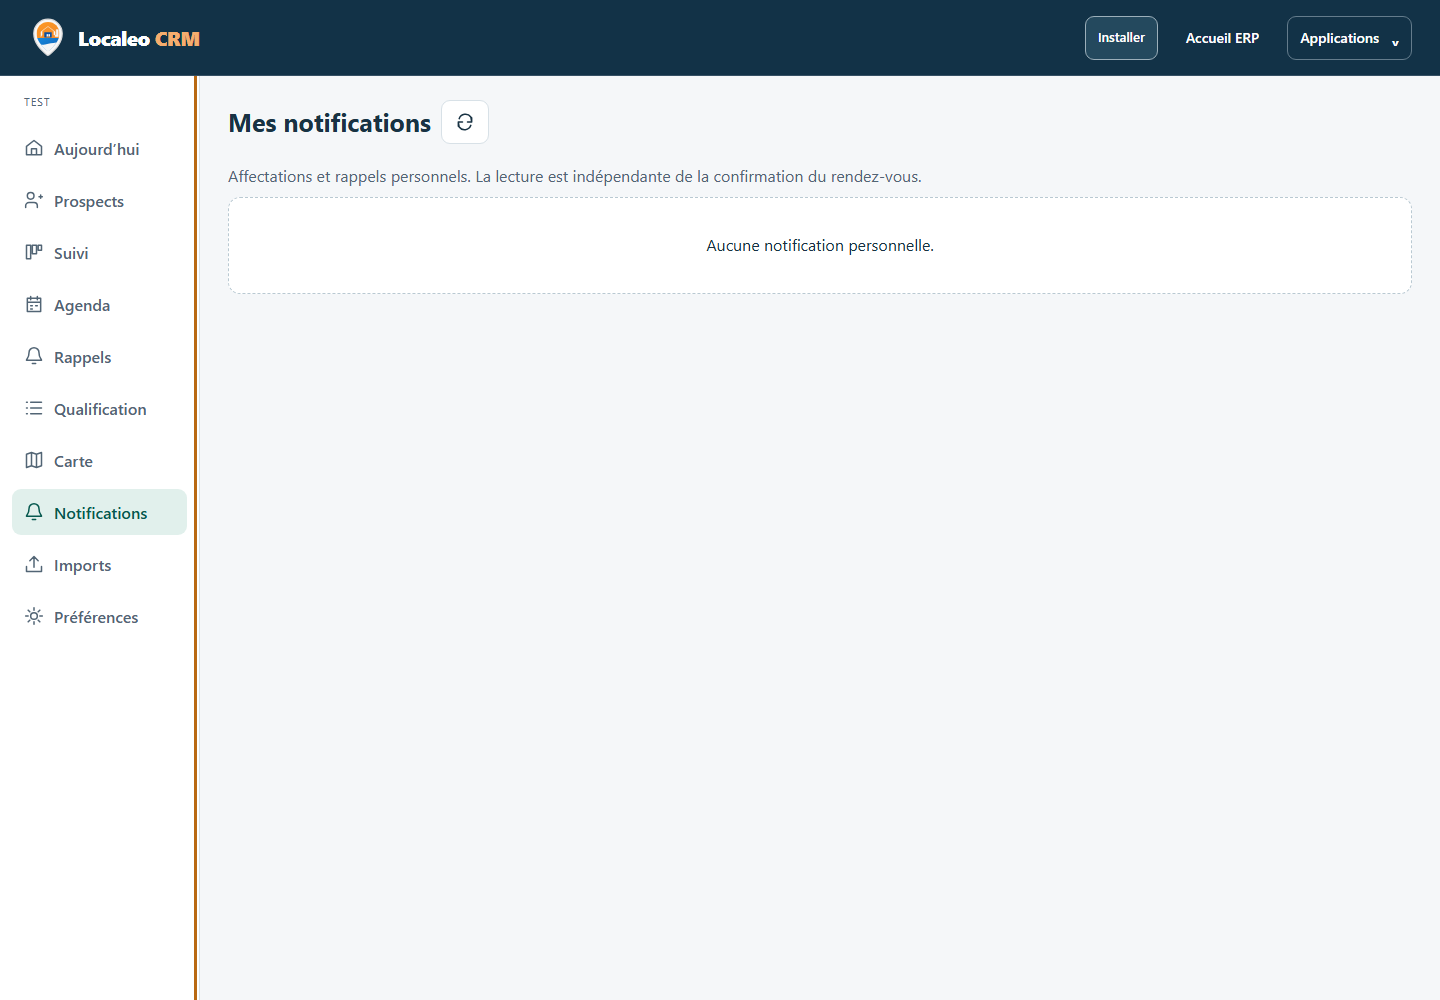 Localeo CRM
Installer
Accueil ERP
Applications
TEST
Aujourd’hui
Prospects
Suivi
Agenda
Rappels
Qualification
Carte
Notifications
Imports
Préférences
Mes notifications
Affectations et rappels personnels. La lecture est indépendante de la confirmation du rendez-vous.
Aucune notification personnelle.